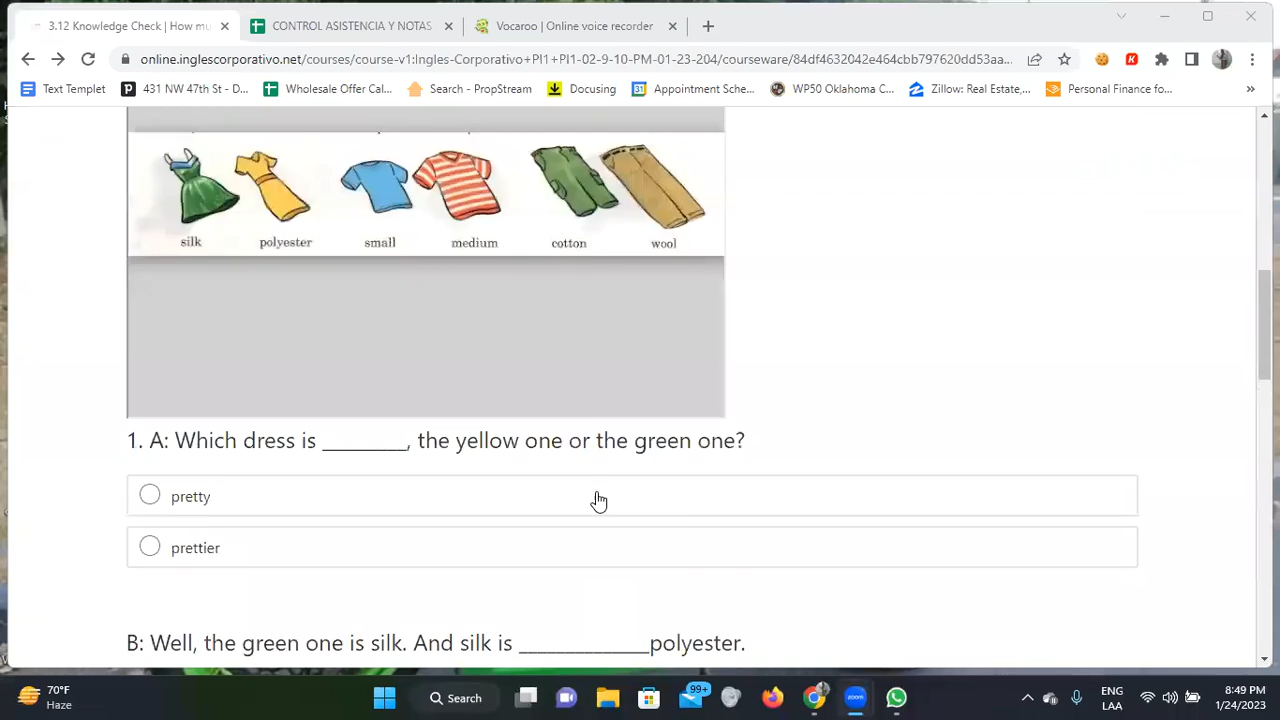 3.12 Knowledge Check | How mu
CONTROL ASISTENCIA Y NOTAS
Vocaroo | Online voice recorder
online.inglescorporativo.net/courses/course-v1:Ingles-Corporativo+PI1+PI1-02-9-10-PM-01-23-204/courseware/84df4632042e464cbb797620dd53aa...
Text Templet
431 NW 47th St - D...
Wholesale Offer Cal...
Search - PropStream
Docusing
Appointment Sche...
WP50 Oklahoma C...
Zillow: Real Estate,...
Personal Finance fo...
silk polyester small medium cotton wool
1. A: Which dress is ________, the yellow one or the green one?
pretty
prettier
B: Well, the green one is silk. And silk is _____________polyester.
70°F
Haze
Search
99+
zoom
ENG
LAA
8:49 PM
1/24/2023